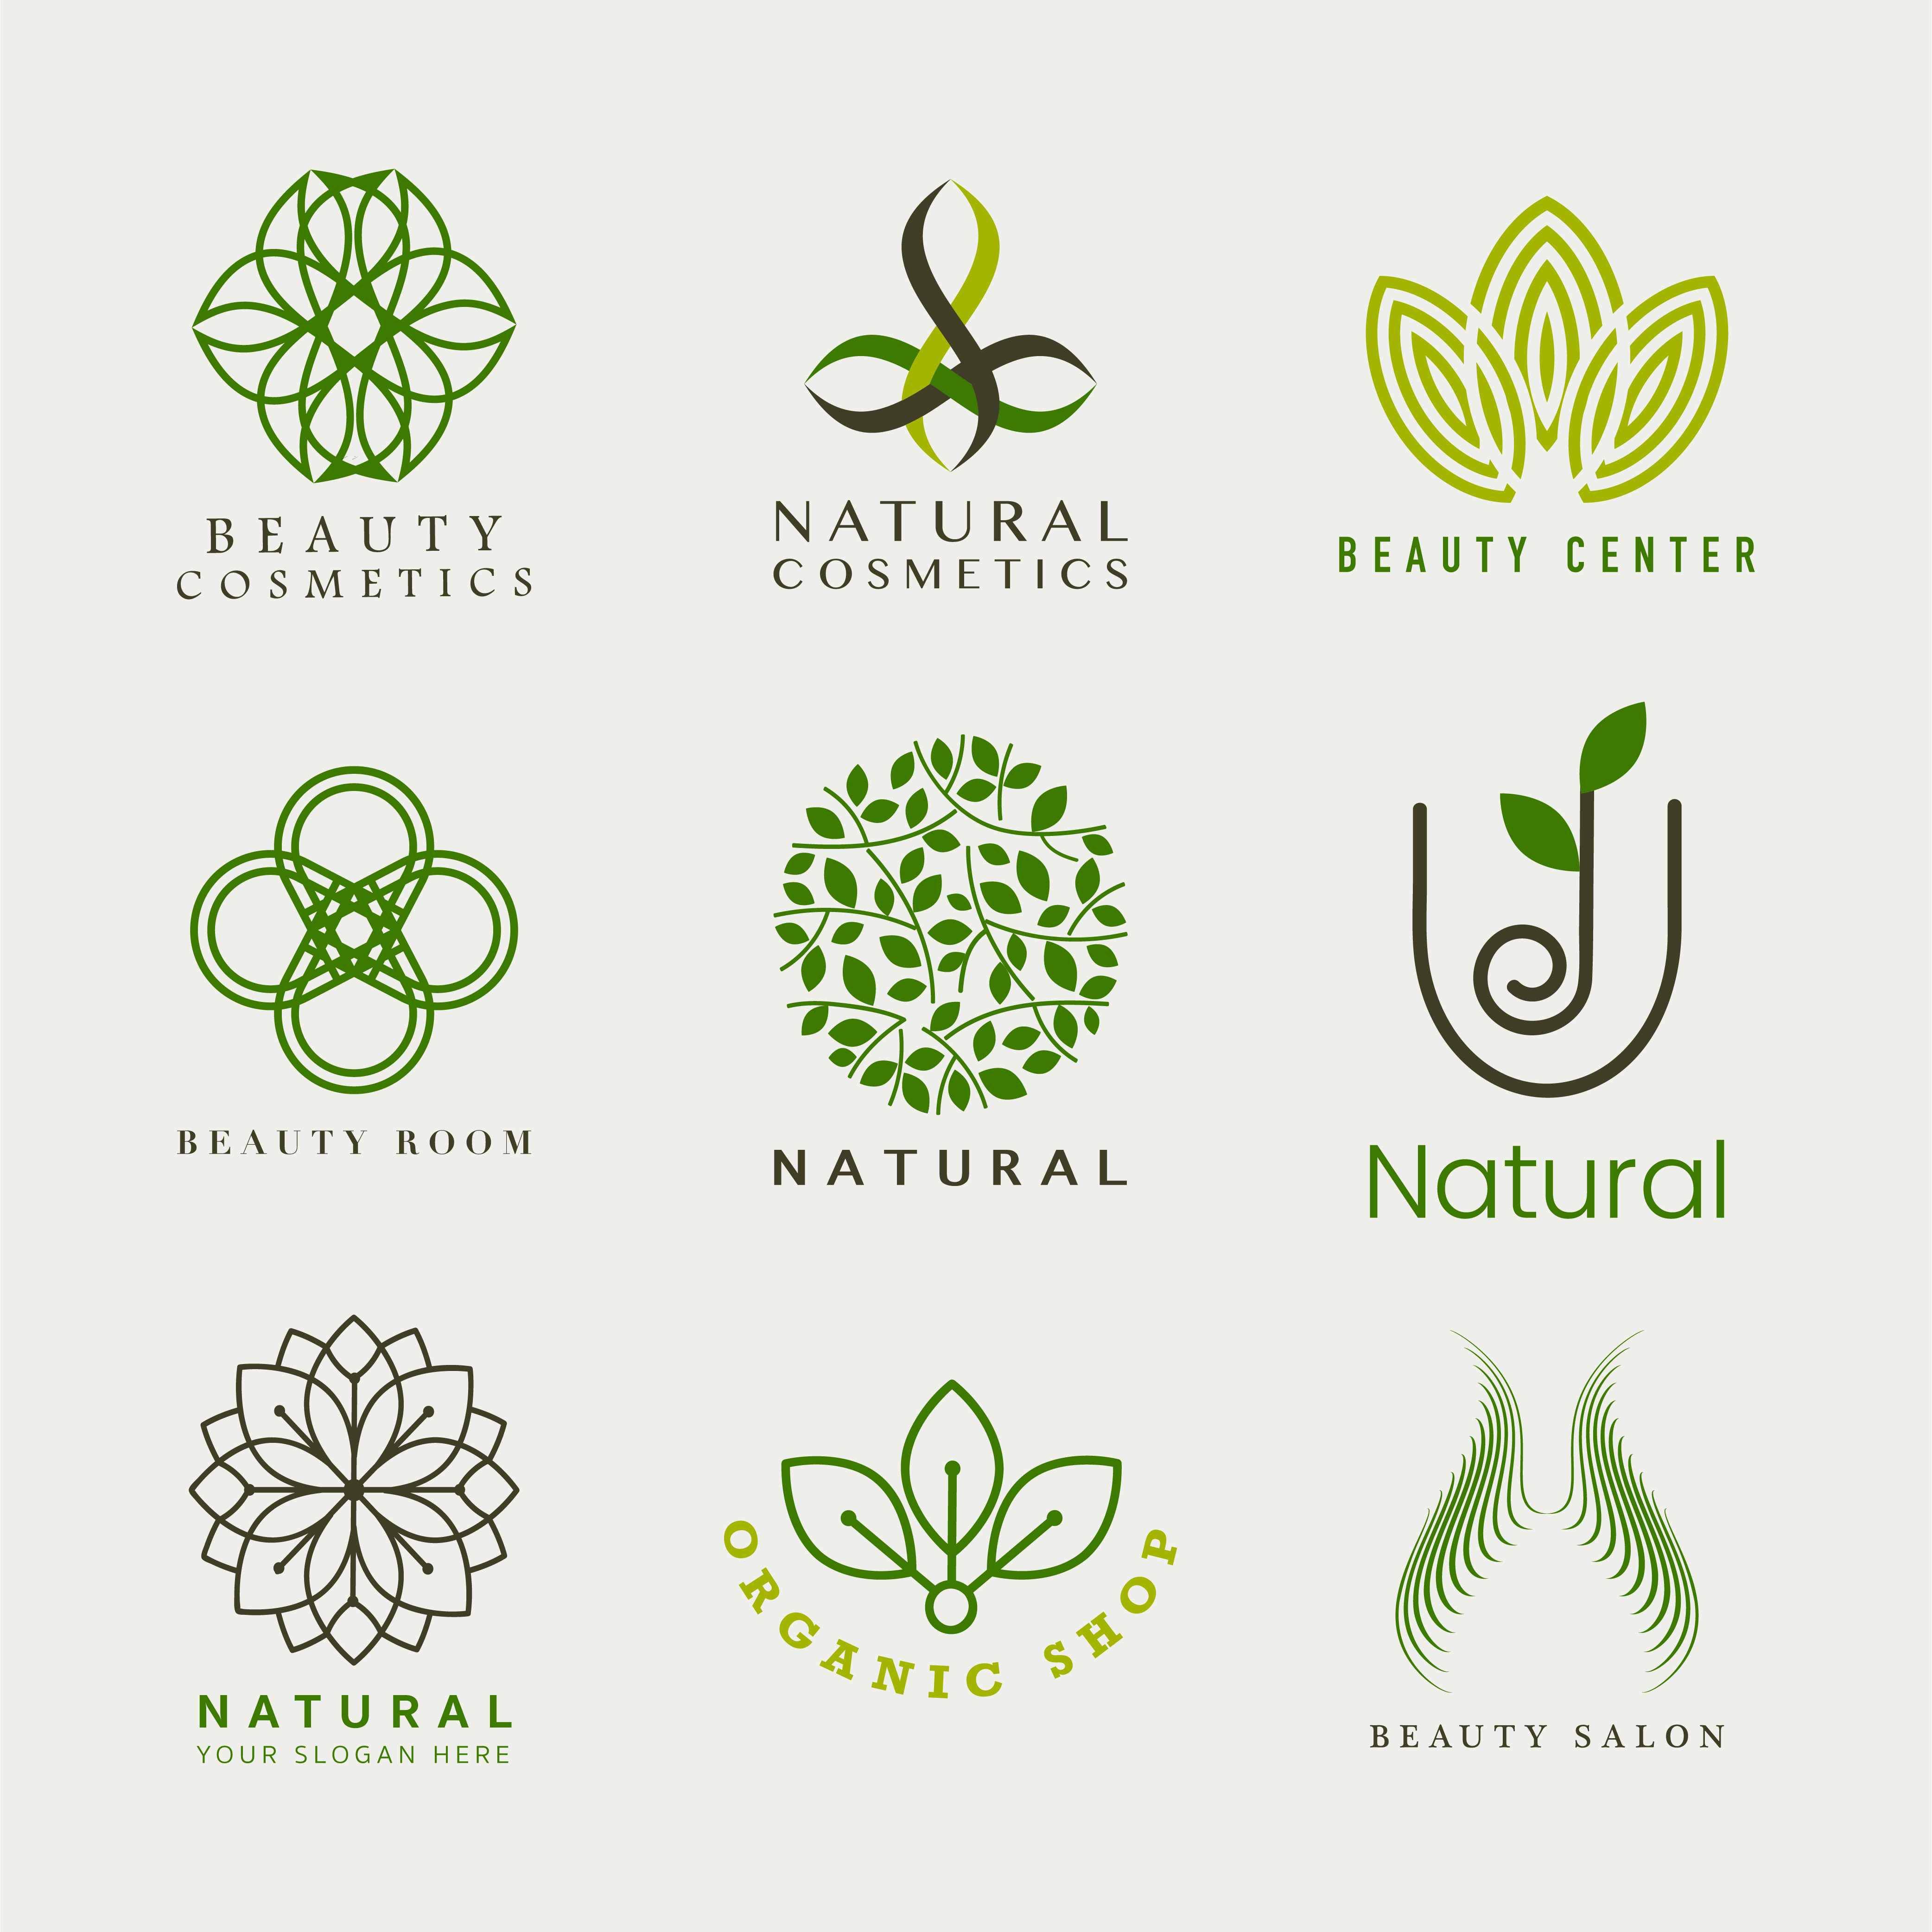 BEAUTY
COSMETICS
NATURAL
COSMETICS
BEAUTY CENTER
BEAUTY ROOM
NATURAL
Natural
NATURAL
YOUR SLOGAN HERE
ORGANIC SHOP
BEAUTY SALON